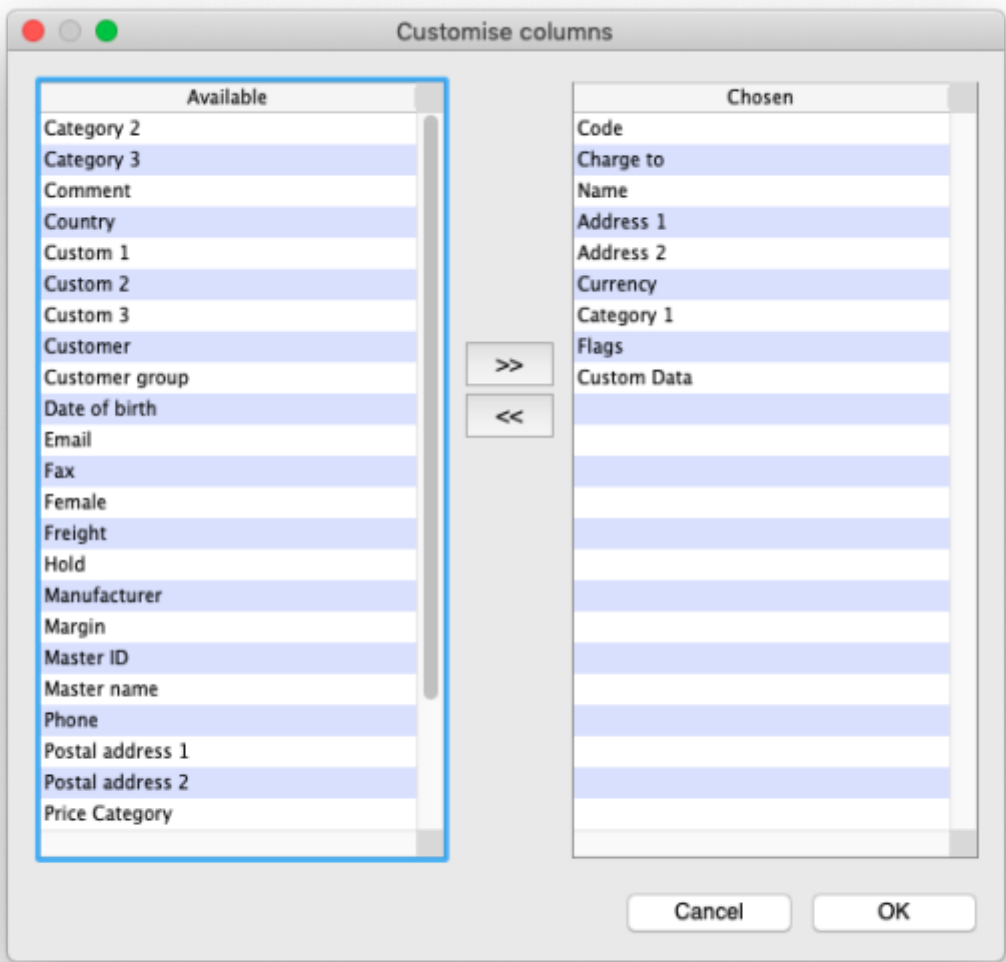 Customise columns
Available
Category 2
Category 3
Comment
Country
Custom 1
Custom 2
Custom 3
Customer
Customer group
Date of birth
Email
Fax
Female
Freight
Hold
Manufacturer
Margin
Master ID
Master name
Phone
Postal address 1
Postal address 2
Price Category
>>
<<
Chosen
Code
Charge to
Name
Address 1
Address 2
Currency
Category 1
Flags
Custom Data
Cancel
OK